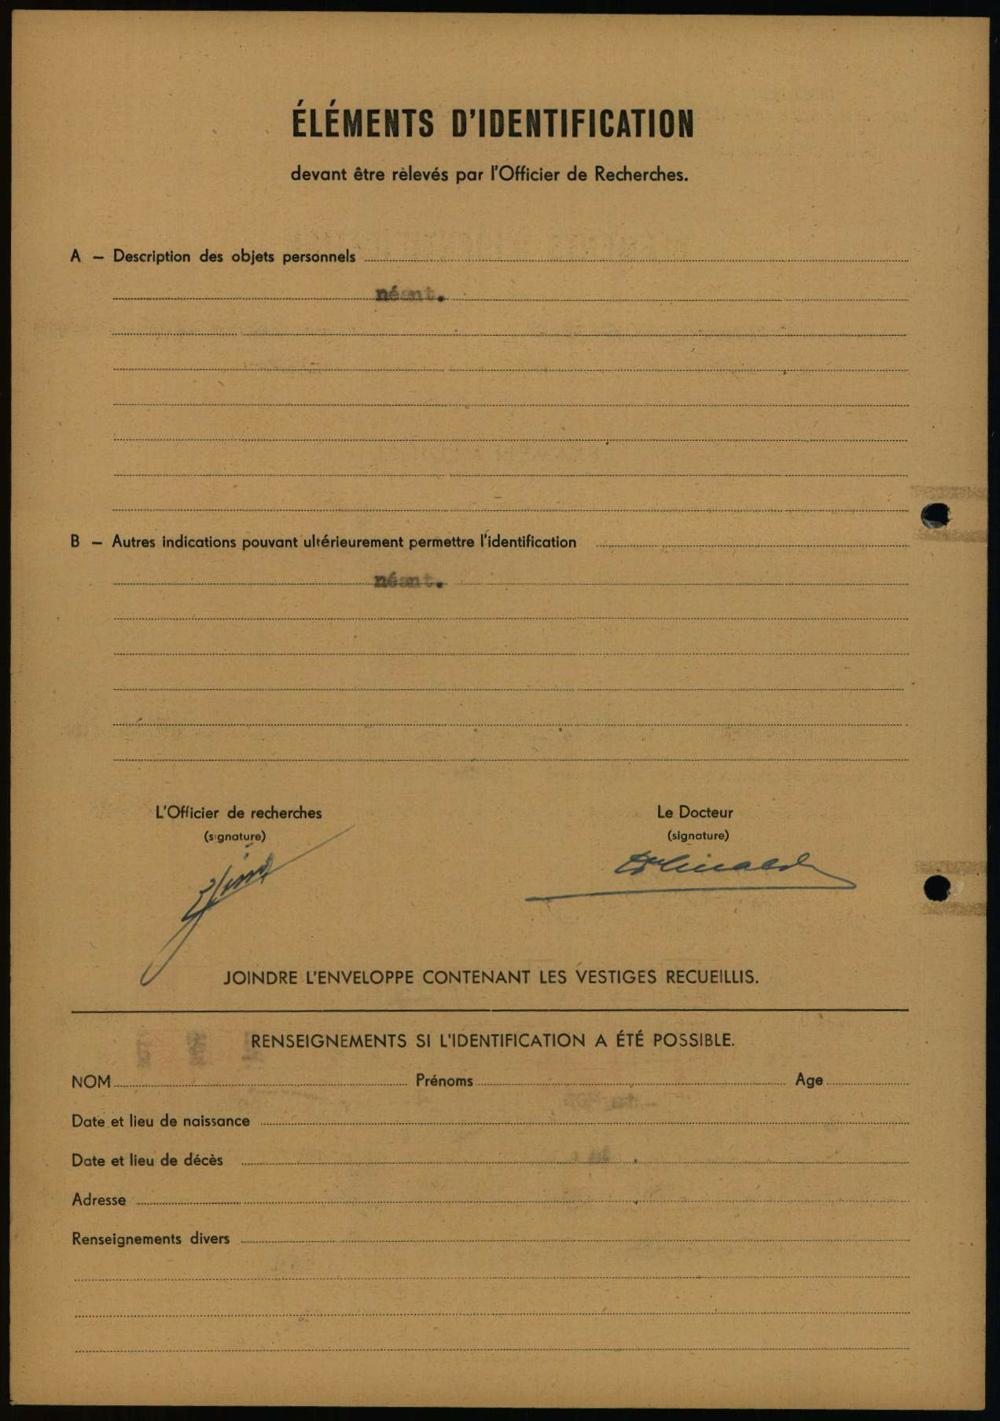 ÉLÉMENTS D'IDENTIFICATION
devant être relevés par l'Officier de Recherches.
A — Description des objets personnels
néant.
B — Autres indications pouvant ultérieurement permettre l'identification
néant.
L'Officier de recherches
(signature)
Le Docteur
(signature)
JOINDRE L'ENVELOPPE CONTENANT LES VESTIGES RECUEILLIS.
RENSEIGNEMENTS SI L'IDENTIFICATION A ÉTÉ POSSIBLE.
NOM Prénoms Age
Date et lieu de naissance
Date et lieu de décès
Adresse
Renseignements divers